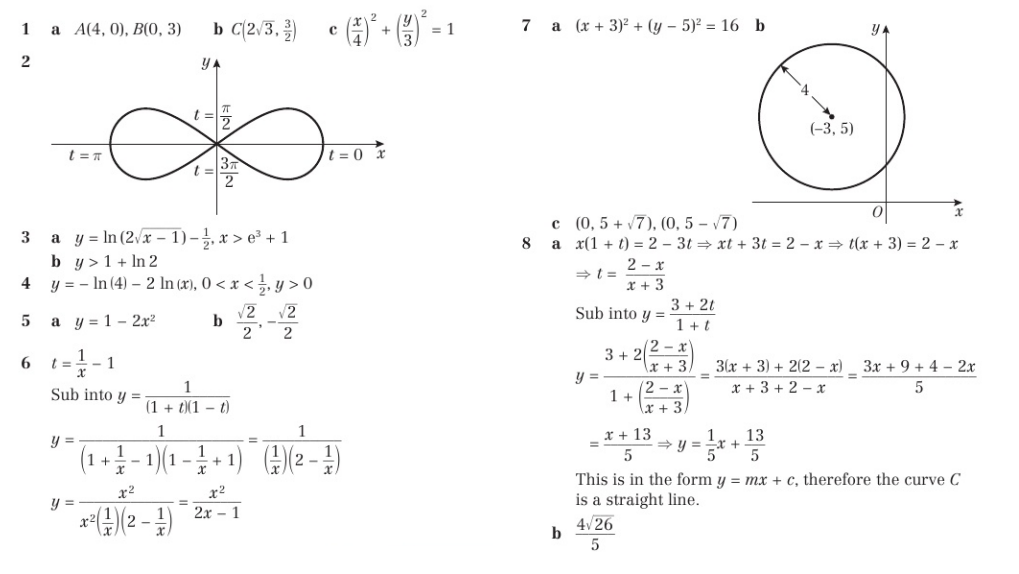 1 a A(4, 0), B(0, 3) b C(2√3, 3/2) c (x/4)² + (y/3)² = 1
2
y
t = π/2
t = π
t = 0 x
t = 3π/2
3 a y = ln (2√(x − 1)) − 1/2, x > e³ + 1
b y > 1 + ln 2
4 y = − ln (4) − 2 ln (x), 0 < x < 1/2, y > 0
5 a y = 1 − 2x² b √2/2, −√2/2
6 t = 1/x − 1
Sub into y = 1/((1 + t)(1 − t))
y = 1/((1 + 1/x − 1)(1 − 1/x + 1)) = 1/((1/x)(2 − 1/x))
y = x²/(x²(1/x)(2 − 1/x)) = x²/(2x − 1)
7 a (x + 3)² + (y − 5)² = 16 b
y
4
(−3, 5)
O
x
c (0, 5 + √7), (0, 5 − √7)
8 a x(1 + t) = 2 − 3t ⇒ xt + 3t = 2 − x ⇒ t(x + 3) = 2 − x
⇒ t = (2 − x)/(x + 3)
Sub into y = (3 + 2t)/(1 + t)
y = (3 + 2((2 − x)/(x + 3)))/(1 + ((2 − x)/(x + 3))) = (3(x + 3) + 2(2 − x))/(x + 3 + 2 − x) = (3x + 9 + 4 − 2x)/5
= (x + 13)/5 ⇒ y = 1/5x + 13/5
This is in the form y = mx + c, therefore the curve C
is a straight line.
b 4√26/5